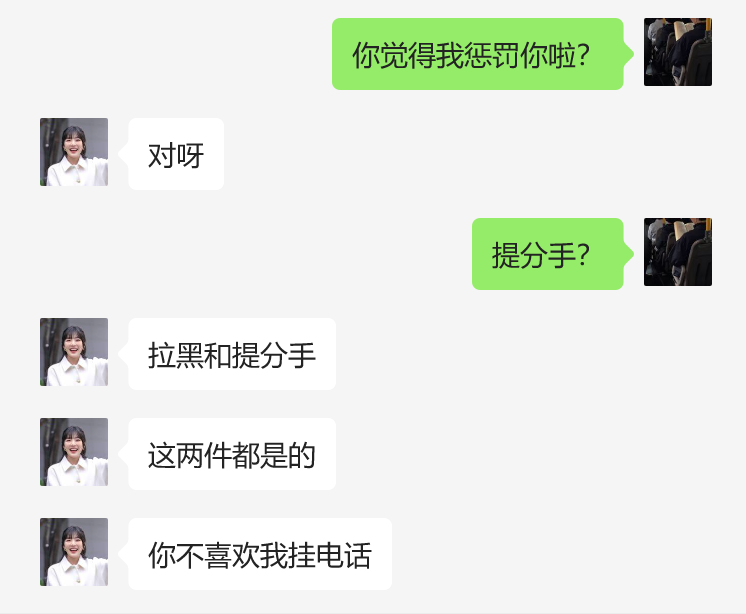 你觉得我惩罚你啦?
对呀
提分手?
拉黑和提分手
这两件都是的
你不喜欢我挂电话